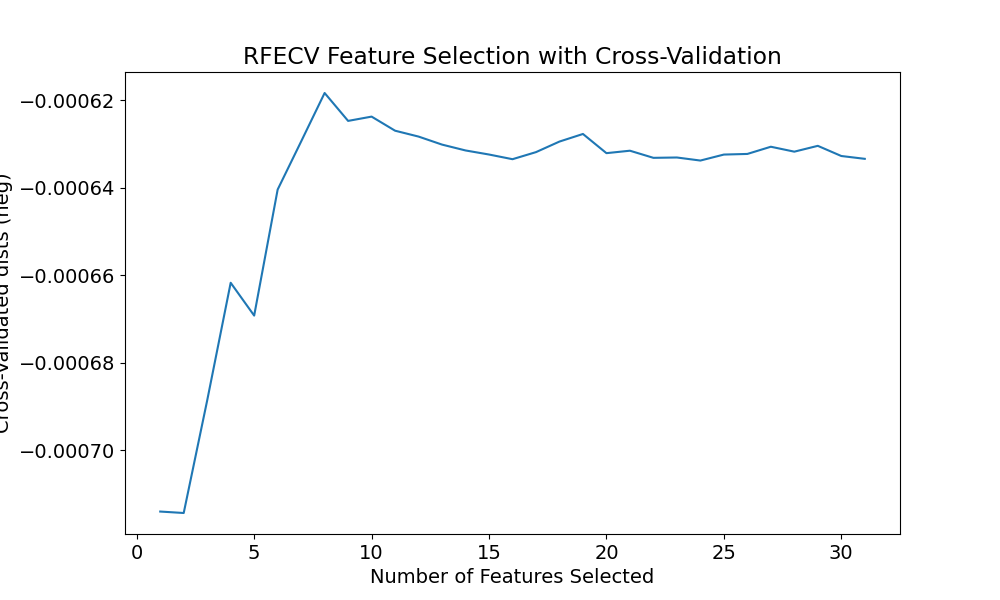 RFECV Feature Selection with Cross-Validation
−0.00062
−0.00064
−0.00066
−0.00068
−0.00070
Cross-Validated dists (neg)
0 5 10 15 20 25 30
Number of Features Selected